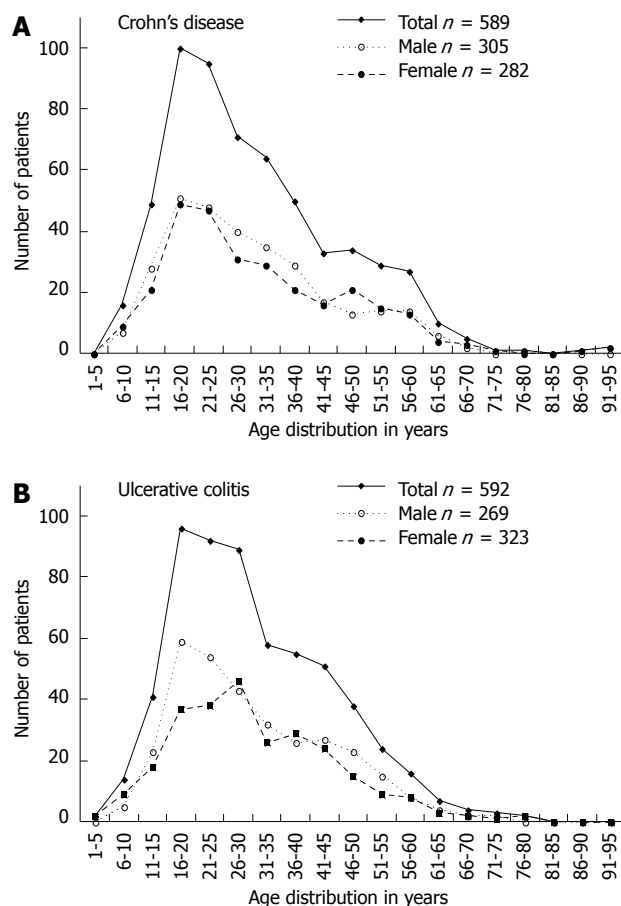 A
Crohn's disease
Total n = 589
Male n = 305
Female n = 282
Number of patients
100
80
60
40
20
0
1-5 6-10 11-15 16-20 21-25 26-30 31-35 36-40 41-45 46-50 51-55 56-60 61-65 66-70 71-75 76-80 81-85 86-90 91-95
Age distribution in years
B
Ulcerative colitis
Total n = 592
Male n = 269
Female n = 323
Number of patients
100
80
60
40
20
0
1-5 6-10 11-15 16-20 21-25 26-30 31-35 36-40 41-45 46-50 51-55 56-60 61-65 66-70 71-75 76-80 81-85 86-90 91-95
Age distribution in years